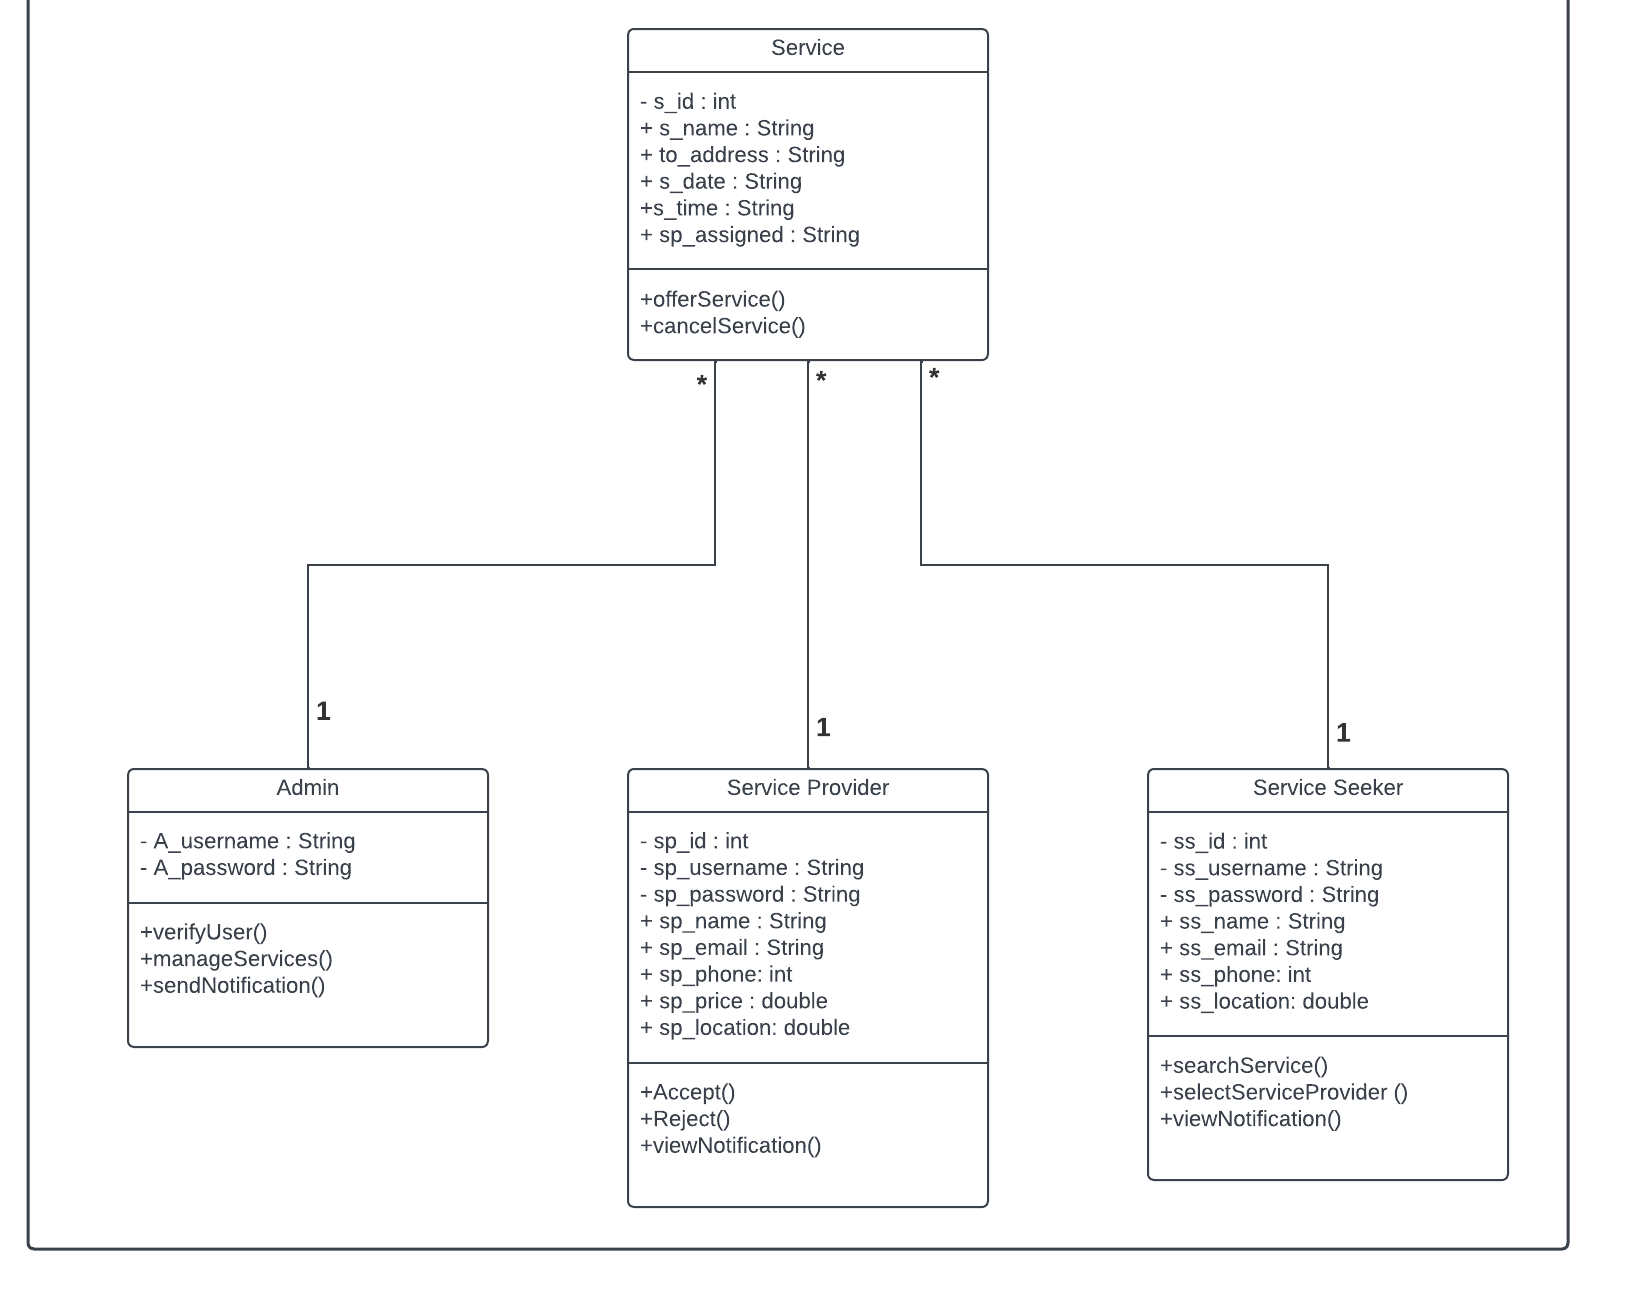 Service
- s_id : int
+ s_name : String
+ to_address : String
+ s_date : String
+s_time : String
+ sp_assigned : String
+offerService()
+cancelService()
* * *
1 1 1
Admin
- A_username : String
- A_password : String
+verifyUser()
+manageServices()
+sendNotification()
Service Provider
- sp_id : int
- sp_username : String
- sp_password : String
+ sp_name : String
+ sp_email : String
+ sp_phone: int
+ sp_price : double
+ sp_location: double
+Accept()
+Reject()
+viewNotification()
Service Seeker
- ss_id : int
- ss_username : String
- ss_password : String
+ ss_name : String
+ ss_email : String
+ ss_phone: int
+ ss_location: double
+searchService()
+selectServiceProvider ()
+viewNotification()